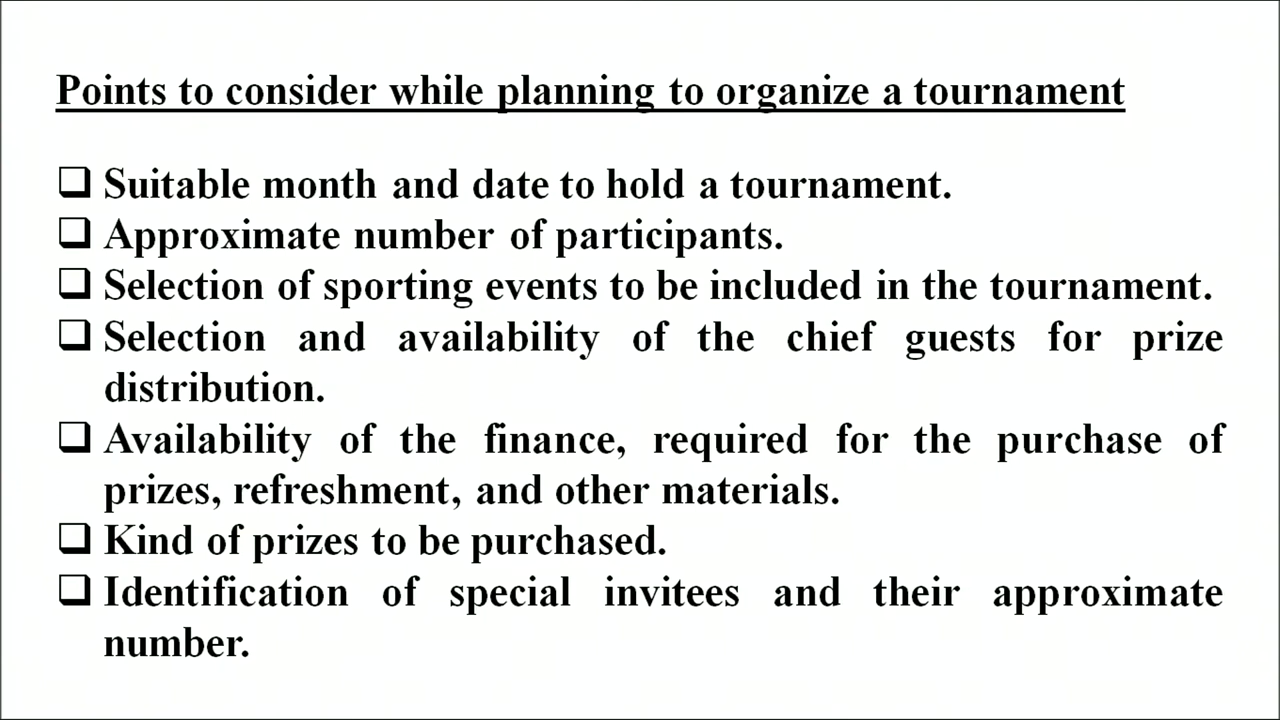 Points to consider while planning to organize a tournament
❑ Suitable month and date to hold a tournament.
❑ Approximate number of participants.
❑ Selection of sporting events to be included in the tournament.
❑ Selection and availability of the chief guests for prize
distribution.
❑ Availability of the finance, required for the purchase of
prizes, refreshment, and other materials.
❑ Kind of prizes to be purchased.
❑ Identification of special invitees and their approximate
number.